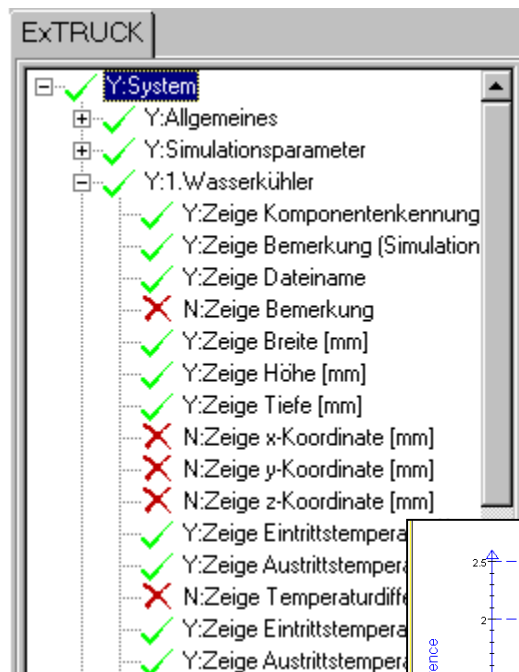 ExTRUCK
Y:System
Y:Allgemeines
Y:Simulationsparameter
Y:1.Wasserkühler
Y:Zeige Komponentenkennung
Y:Zeige Bemerkung (Simulation
Y:Zeige Dateiname
N:Zeige Bemerkung
Y:Zeige Breite [mm]
Y:Zeige Höhe [mm]
Y:Zeige Tiefe [mm]
N:Zeige x-Koordinate [mm]
N:Zeige y-Koordinate [mm]
N:Zeige z-Koordinate [mm]
Y:Zeige Eintrittstempera
Y:Zeige Austrittstempera
N:Zeige Temperaturdiffe
Y:Zeige Eintrittstempera
Y:Zeige Austrittstemper
2.5
2
ence